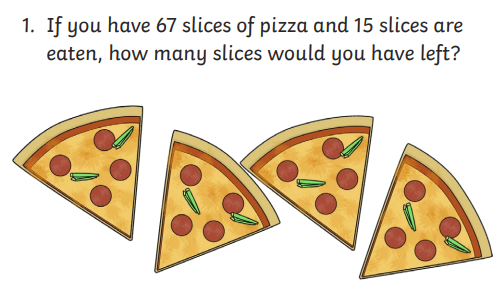 1. If you have 67 slices of pizza and 15 slices are
eaten, how many slices would you have left?